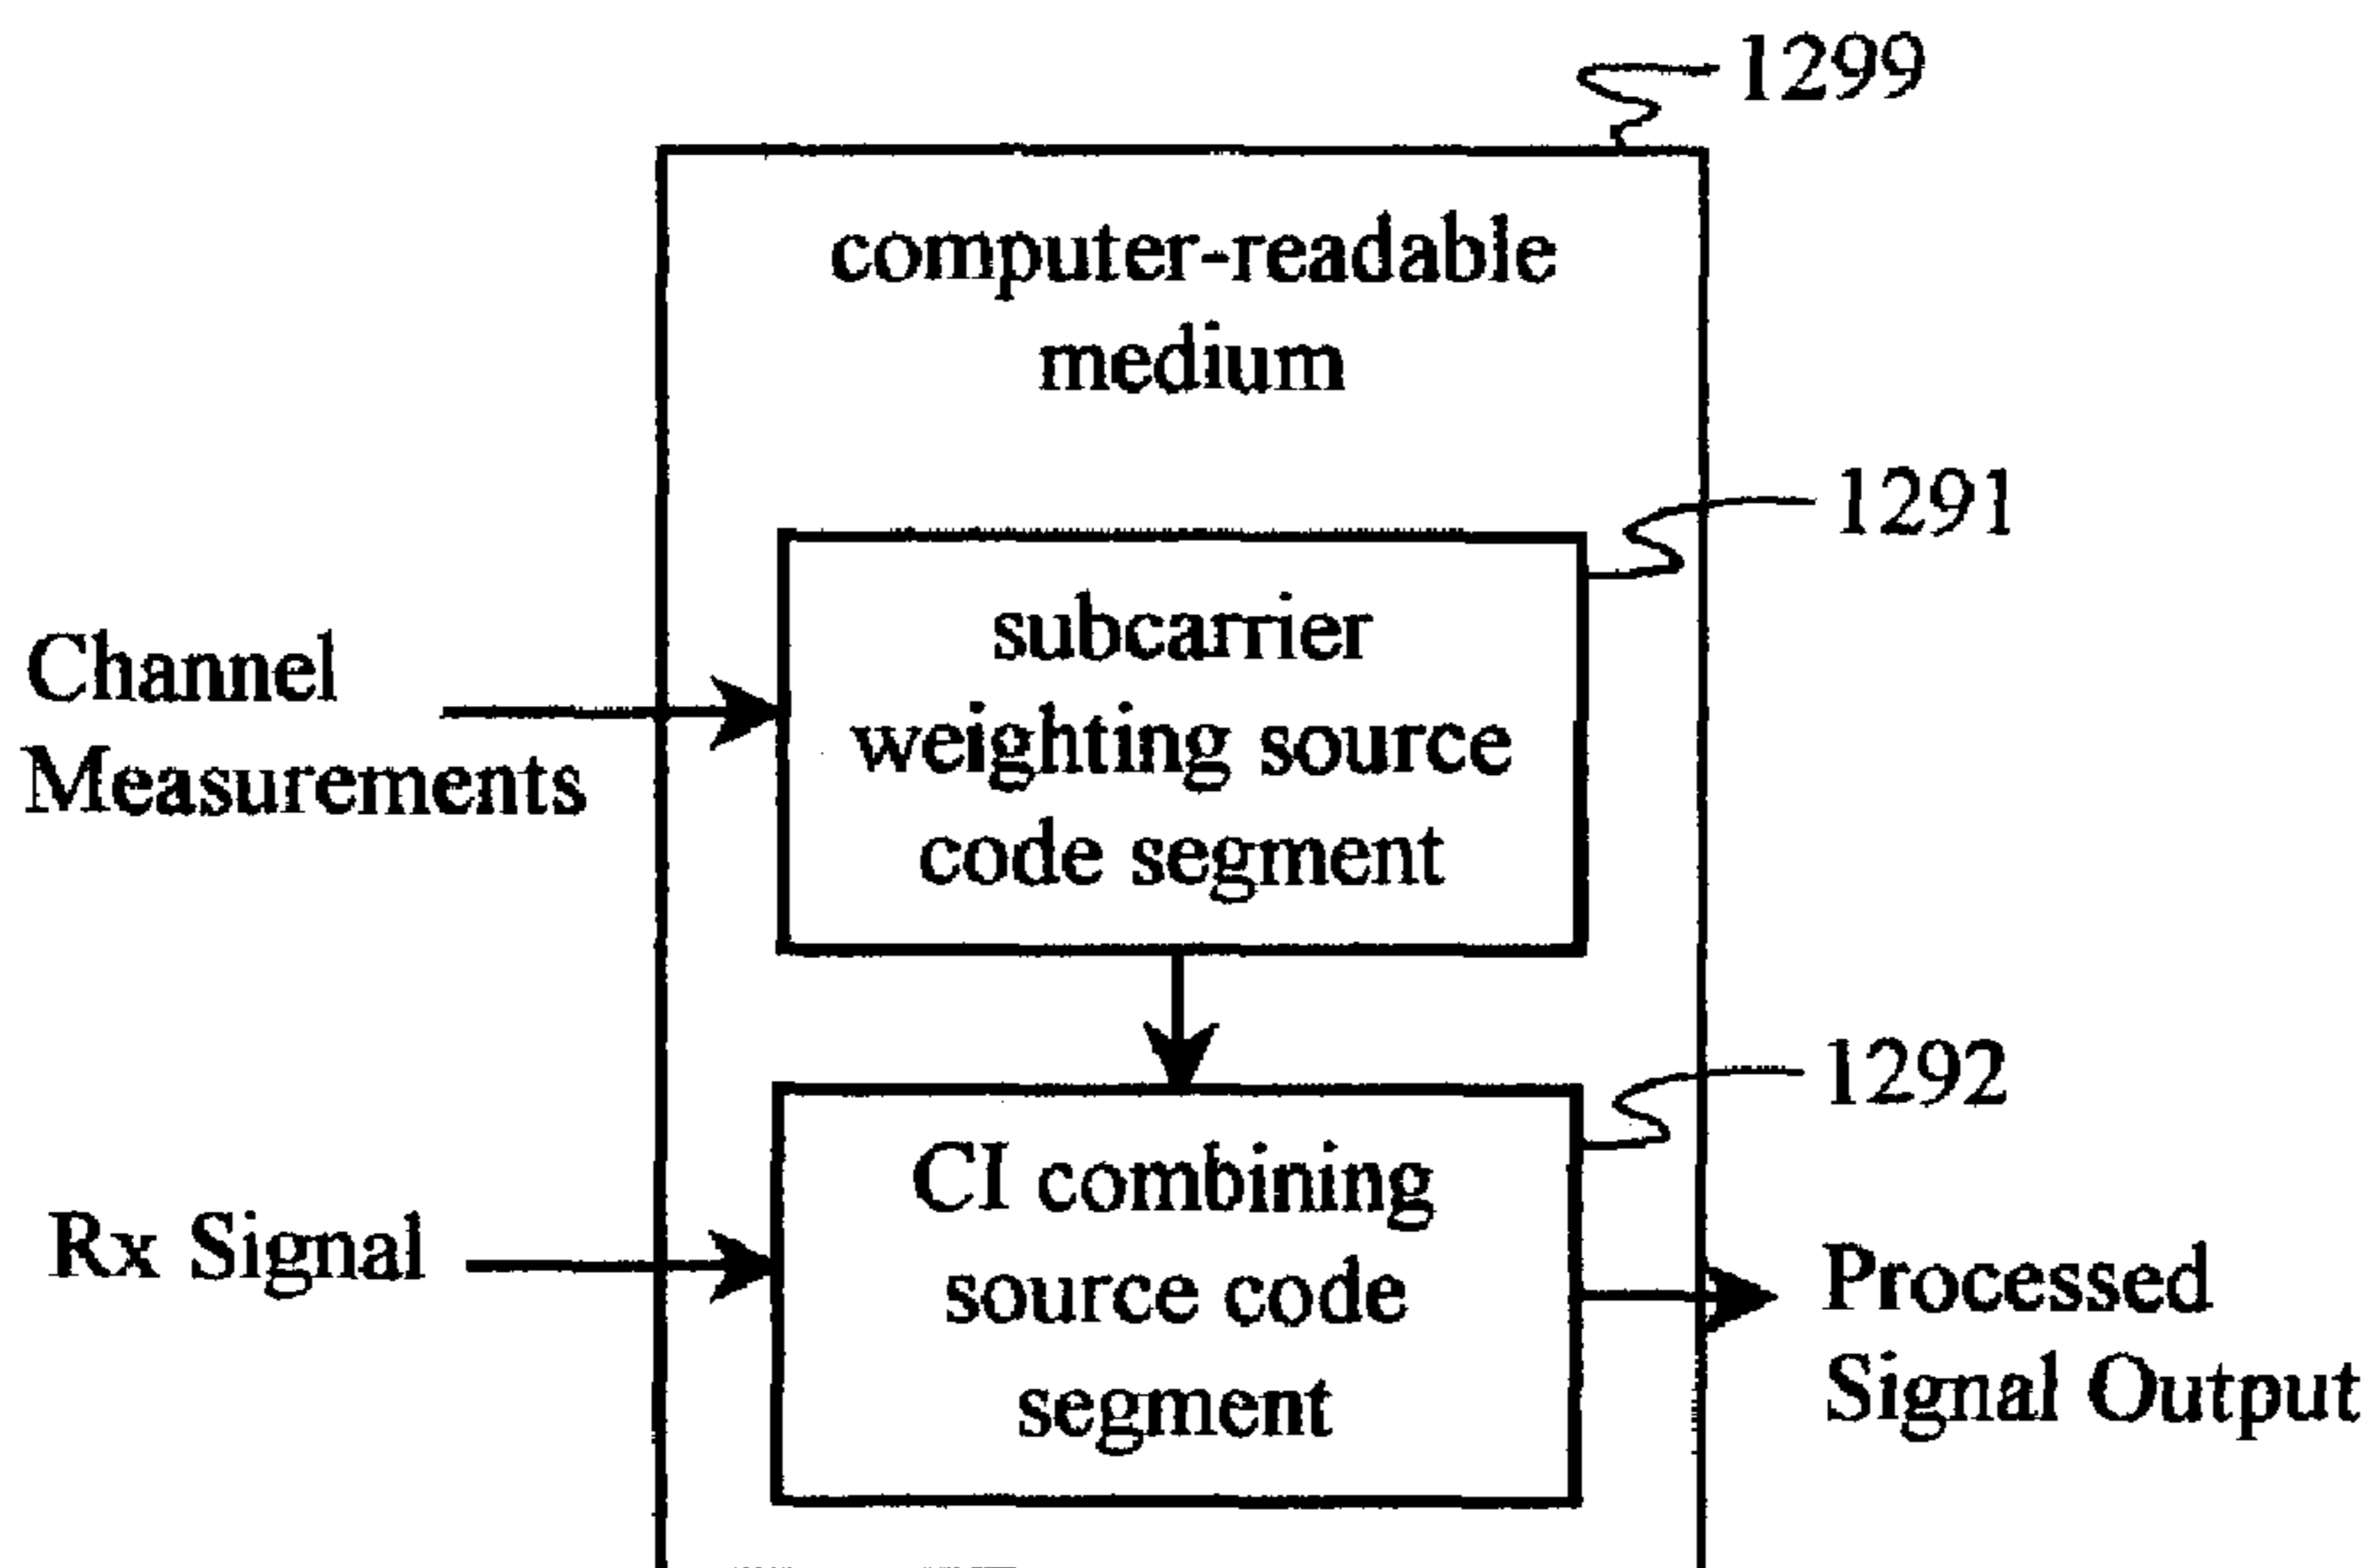 1299
computer-readable
medium
1291
subcarrier
weighting source
code segment
Channel
Measurements
1292
CI combining
source code
segment
Rx Signal
Processed
Signal Output